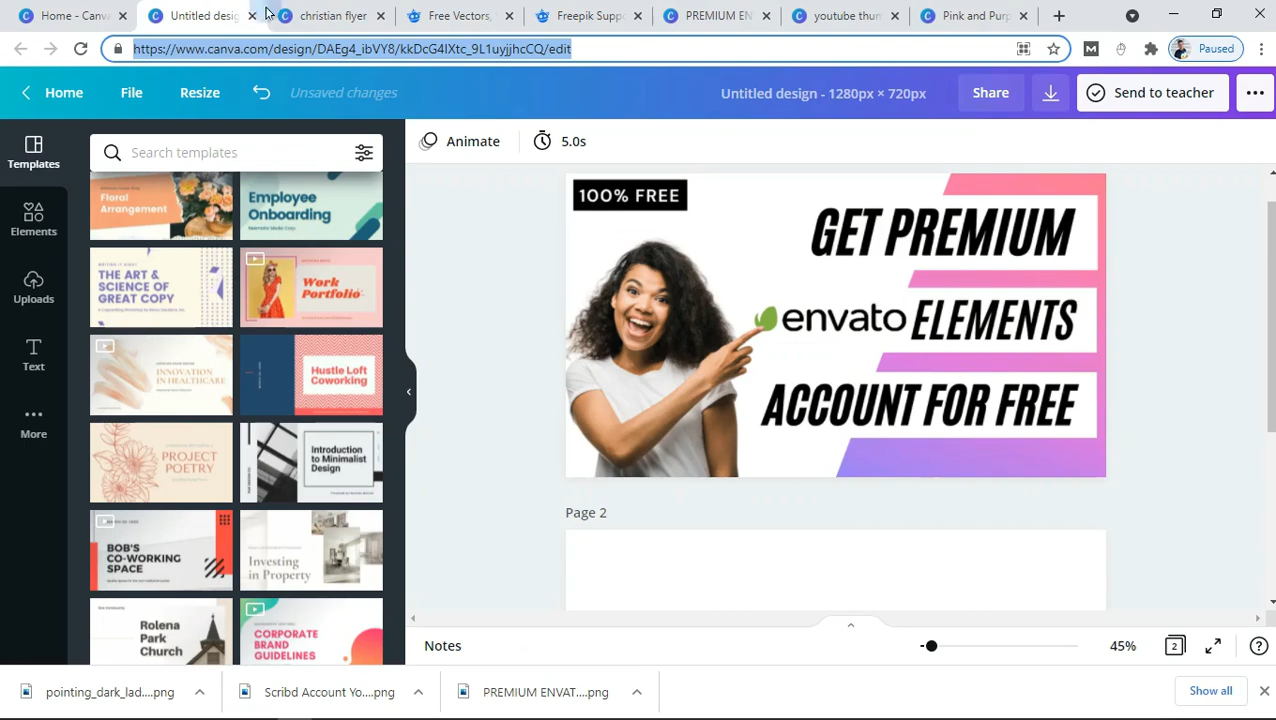 Home - Canva
Untitled desig
christian flyer
Free Vectors,
Freepik Suppo
PREMIUM EN
youtube thum
Pink and Purp
https://www.canva.com/design/DAEg4_ibVY8/kkDcG4IXtc_9L1uyjjhcCQ/edit
M
Paused
Home
File
Resize
Unsaved changes
Untitled design - 1280px × 720px
Share
Send to teacher
Templates
Elements
Uploads
Text
More
Search templates
Floral
Arrangement
Employee
Onboarding
THE ART &
SCIENCE OF
GREAT COPY
Work
Portfolio
INNOVATION
IN HEALTHCARE
Hustle Loft
Coworking
PROJECT
POETRY
Introduction
to Minimalist
Design
BOB'S
CO-WORKING
SPACE
Investing
in Property
Rolena
Park
Church
CORPORATE
BRAND
GUIDELINES
Animate
5.0s
100% FREE
GET PREMIUM
envato ELEMENTS
ACCOUNT FOR FREE
Page 2
Notes
45%
2
pointing_dark_lad....png
Scribd Account Yo....png
PREMIUM ENVAT....png
Show all